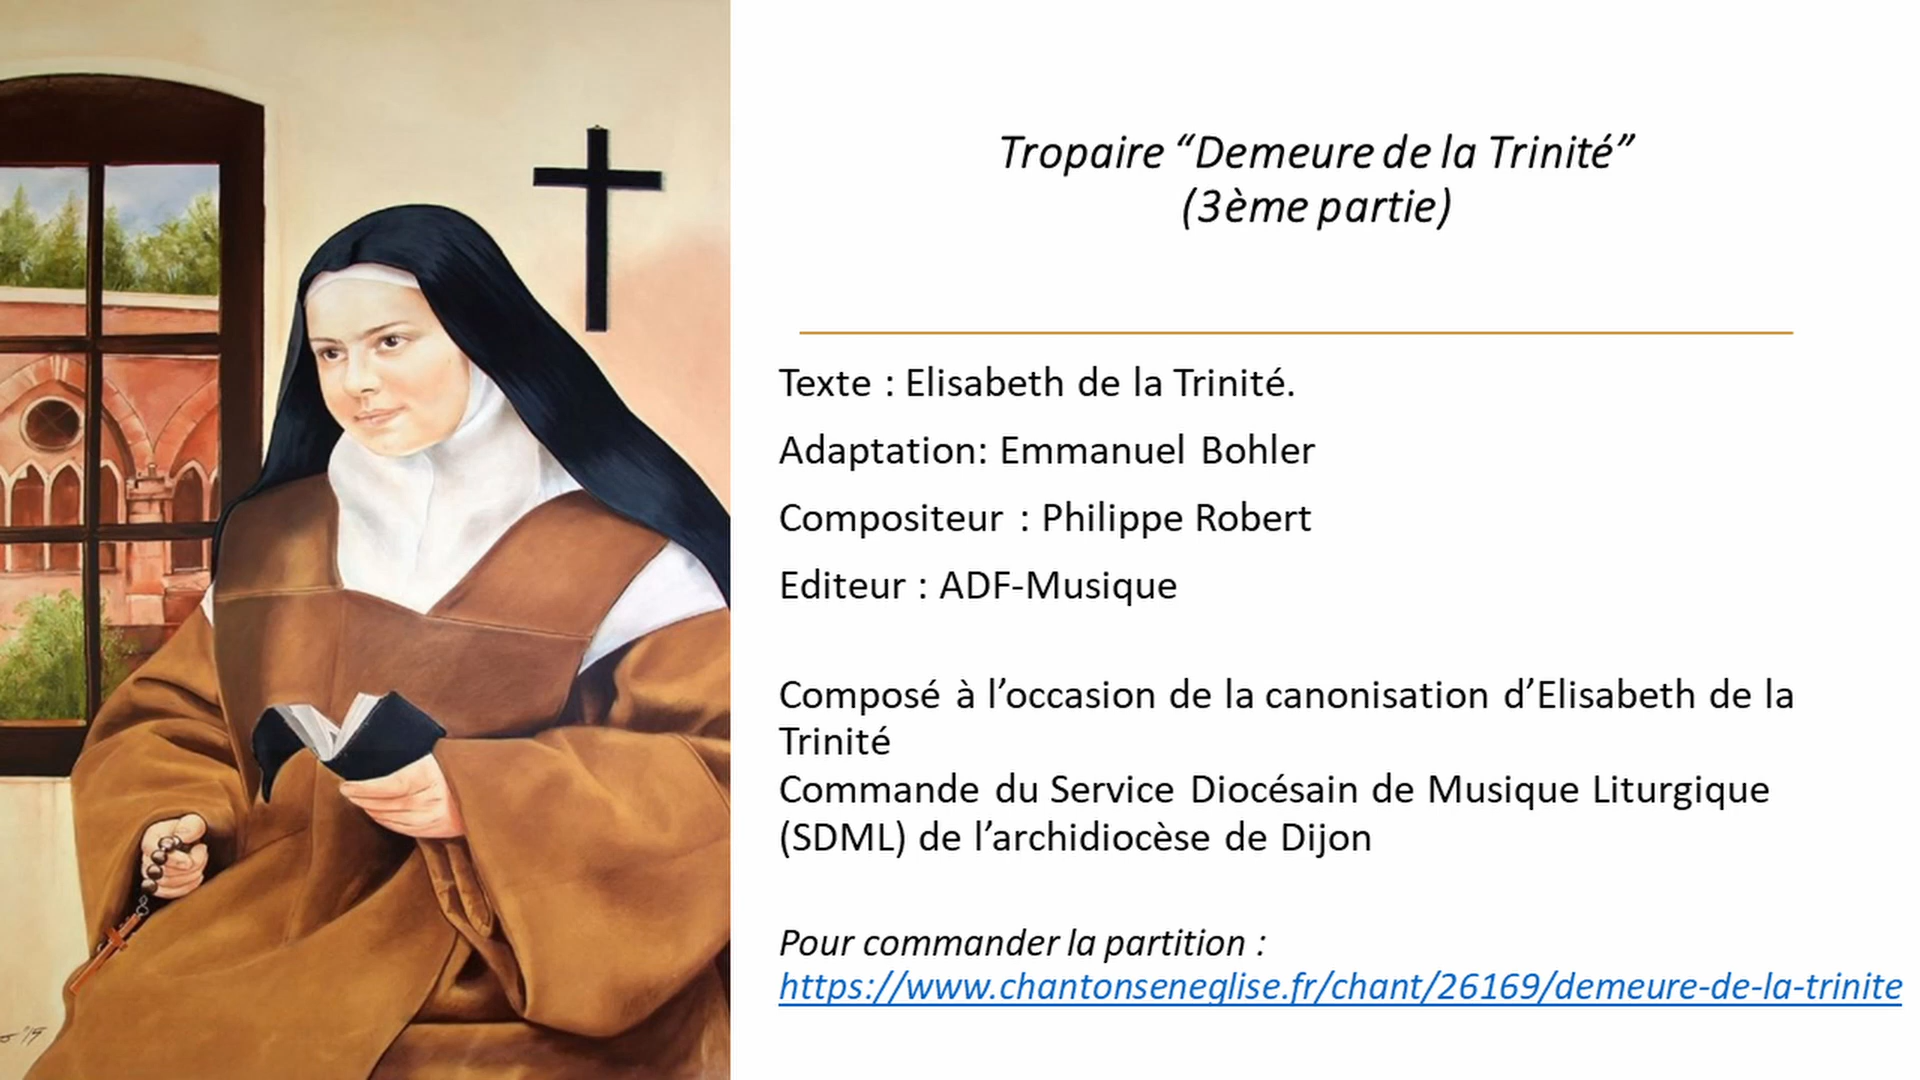 Tropaire “Demeure de la Trinité”
(3ème partie)
Texte : Elisabeth de la Trinité.
Adaptation: Emmanuel Bohler
Compositeur : Philippe Robert
Editeur : ADF-Musique
Composé à l’occasion de la canonisation d’Elisabeth de la
Trinité
Commande du Service Diocésain de Musique Liturgique
(SDML) de l’archidiocèse de Dijon
Pour commander la partition :
https://www.chantonseneglise.fr/chant/26169/demeure-de-la-trinite